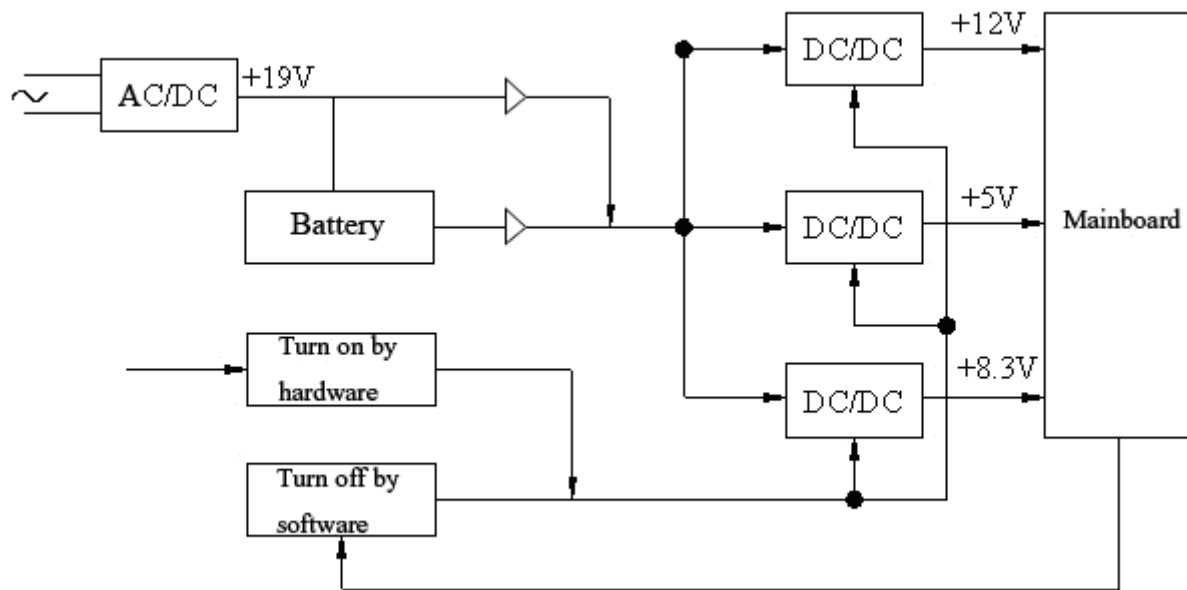 +12V
DC/DC
+19V
AC/DC
+5V
DC/DC
Battery
Mainboard
Turn on by
hardware
+8.3V
DC/DC
Turn off by
software